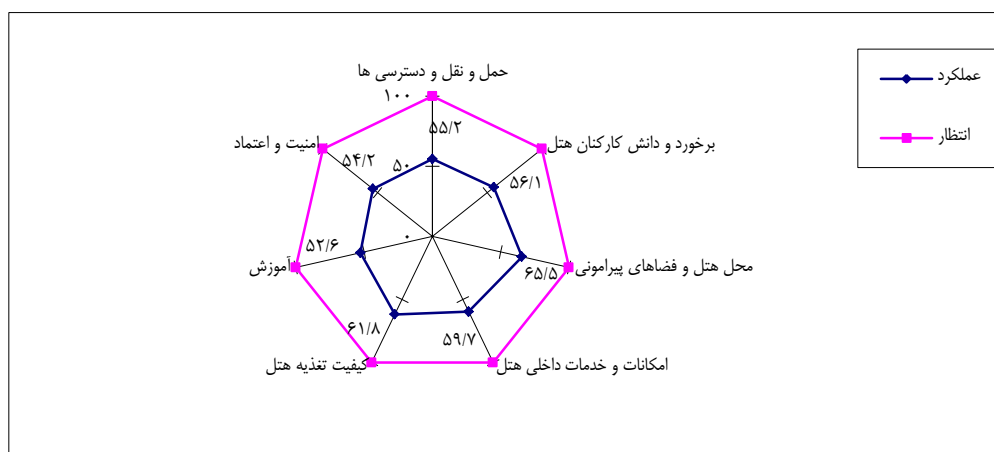 حمل و نقل و دسترسی ها
۱۰۰
۵۵/۲
۵۰
۰
برخورد و دانش کارکنان هتل
۵۶/۱
محل هتل و فضاهای پیرامونی
۶۵/۵
امکانات و خدمات داخلی هتل
۵۹/۷
کیفیت تغذیه هتل
۶۱/۸
آموزش
۵۲/۶
امنیت و اعتماد
۵۴/۲
عملکرد
انتظار